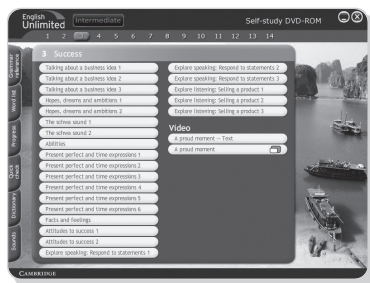 English
Unlimited
Intermediate
Self-study DVD-ROM
1 2 3 4 5 6 7 8 9 10 11 12 13 14
Grammar
reference
Word list
Progress
Quick
check
Dictionary
Sounds
3 Success
Talking about a business idea 1
Talking about a business idea 2
Talking about a business idea 3
Hopes, dreams and ambitions 1
Hopes, dreams and ambitions 2
The schwa sound 1
The schwa sound 2
Abilities
Present perfect and time expressions 1
Present perfect and time expressions 2
Present perfect and time expressions 3
Present perfect and time expressions 4
Present perfect and time expressions 5
Present perfect and time expressions 6
Facts and feelings
Attitudes to success 1
Attitudes to success 2
Explore speaking: Respond to statements 1
Explore speaking: Respond to statements 2
Explore speaking: Respond to statements 3
Explore listening: Selling a product 1
Explore listening: Selling a product 2
Explore listening: Selling a product 3
Video
A proud moment – Text
A proud moment
CAMBRIDGE